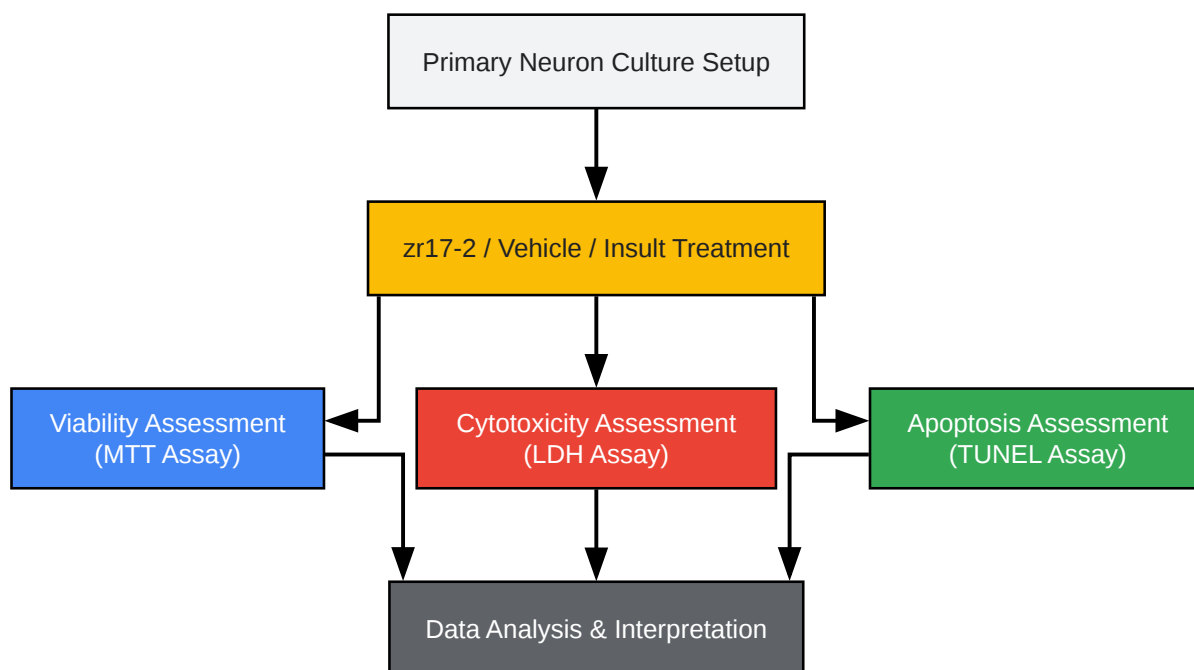 Primary Neuron Culture Setup
zr17-2 / Vehicle / Insult Treatment
Viability Assessment
(MTT Assay)
Cytotoxicity Assessment
(LDH Assay)
Apoptosis Assessment
(TUNEL Assay)
Data Analysis & Interpretation